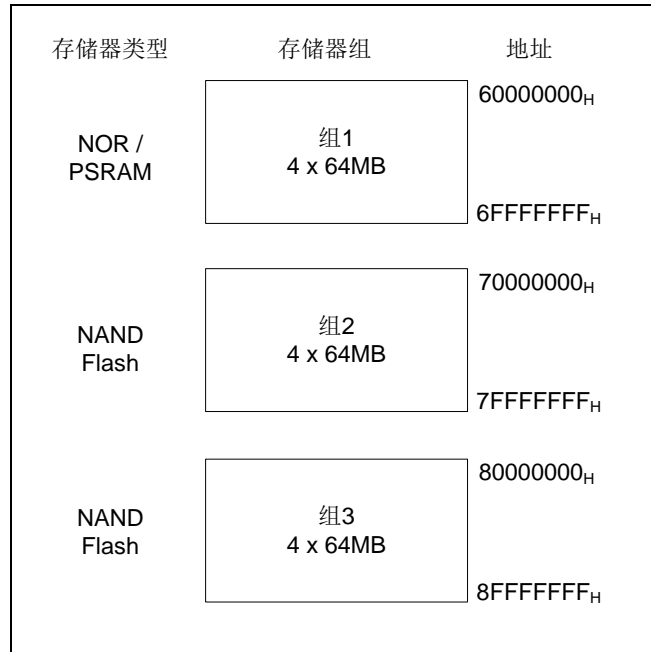 存储器类型 存储器组 地址
60000000H
NOR /
PSRAM
组1
4 x 64MB
6FFFFFFFH
70000000H
NAND
Flash
组2
4 x 64MB
7FFFFFFFH
80000000H
NAND
Flash
组3
4 x 64MB
8FFFFFFFH